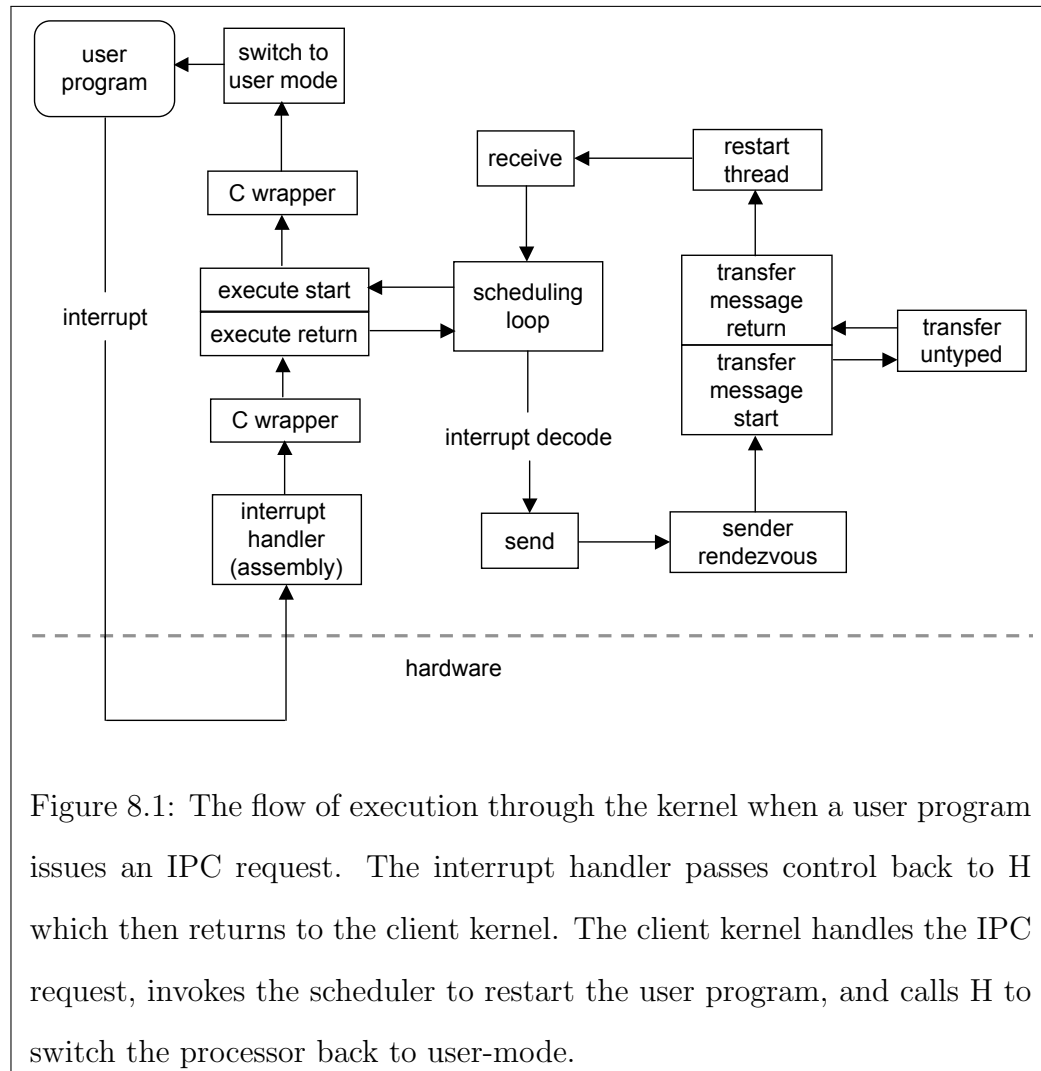 user
program
switch to
user mode
receive
restart
thread
C wrapper
execute start
execute return
scheduling
loop
transfer
message
return
transfer
message
start
transfer
untyped
interrupt
C wrapper
interrupt decode
interrupt
handler
(assembly)
send
sender
rendezvous
hardware
Figure 8.1: The flow of execution through the kernel when a user program
issues an IPC request. The interrupt handler passes control back to H
which then returns to the client kernel. The client kernel handles the IPC
request, invokes the scheduler to restart the user program, and calls H to
switch the processor back to user-mode.